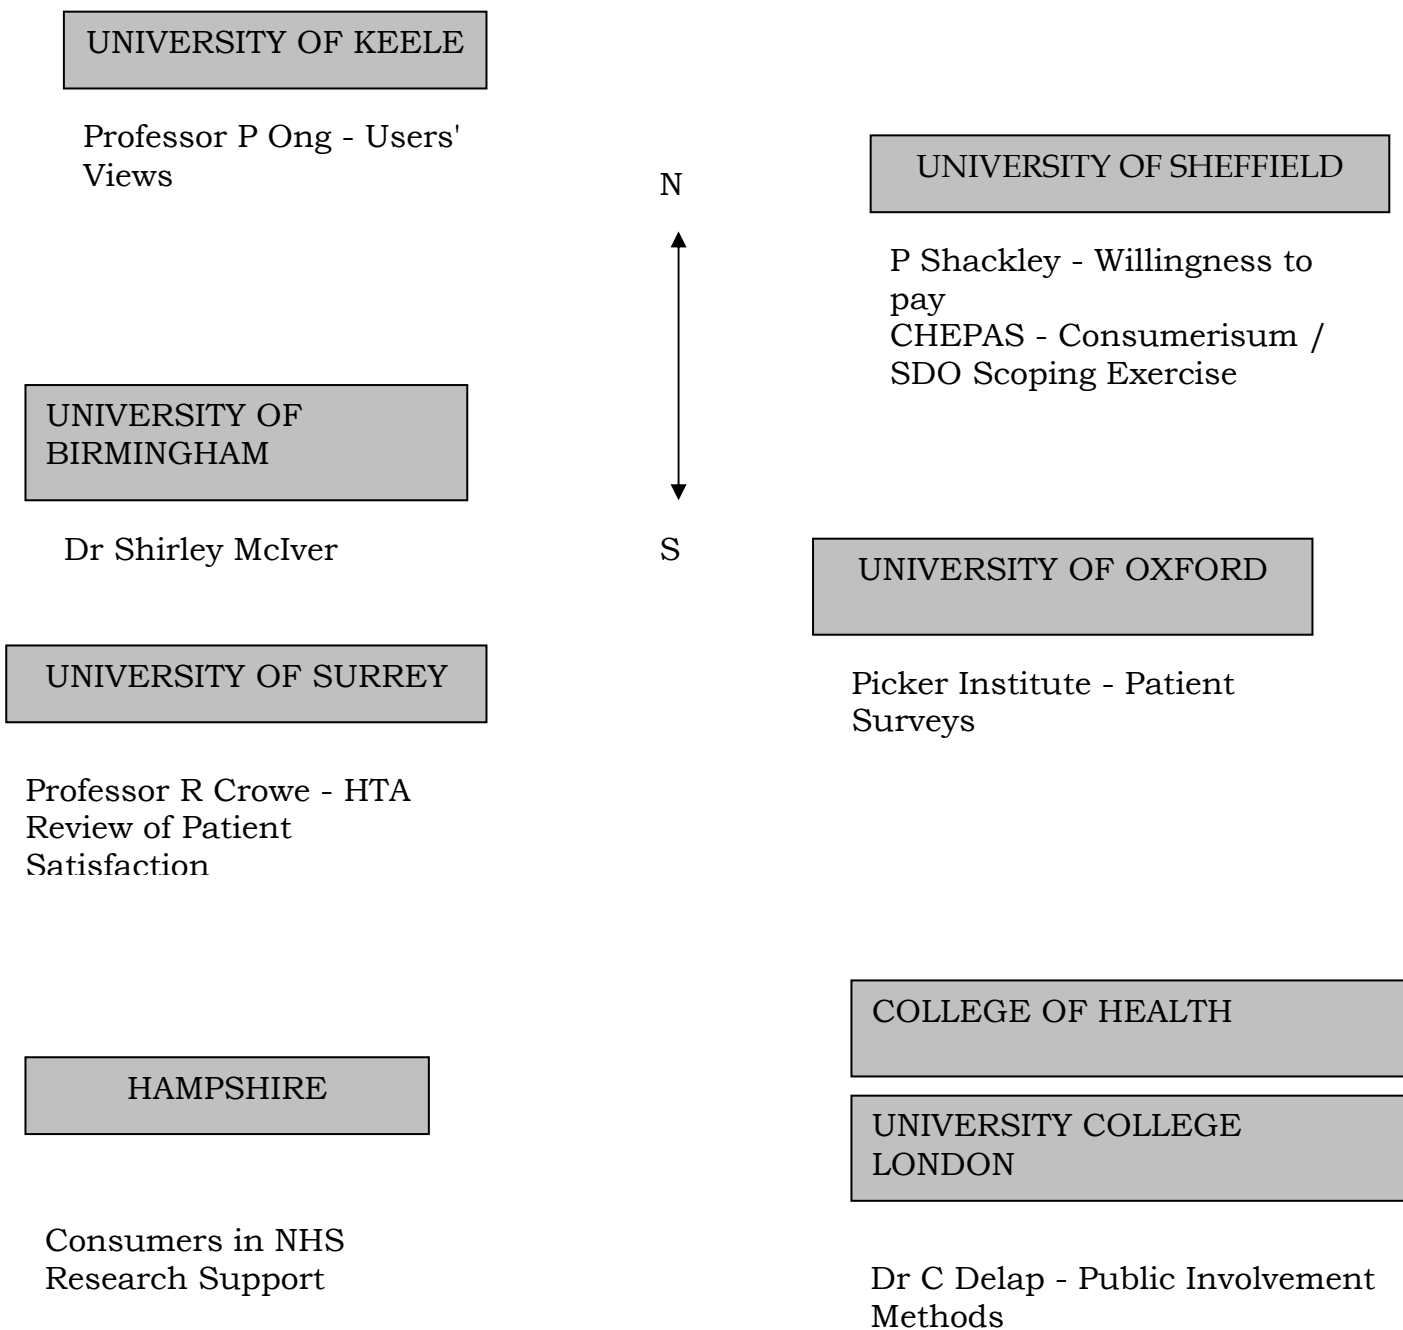 UNIVERSITY OF KEELE
Professor P Ong - Users'
Views
N
UNIVERSITY OF SHEFFIELD
P Shackley - Willingness to
pay
CHEPAS - Consumerisum /
SDO Scoping Exercise
UNIVERSITY OF
BIRMINGHAM
Dr Shirley McIver
S
UNIVERSITY OF OXFORD
Picker Institute - Patient
Surveys
UNIVERSITY OF SURREY
Professor R Crowe - HTA
Review of Patient
Satisfaction
COLLEGE OF HEALTH
HAMPSHIRE
Consumers in NHS
Research Support
UNIVERSITY COLLEGE
LONDON
Dr C Delap - Public Involvement
Methods